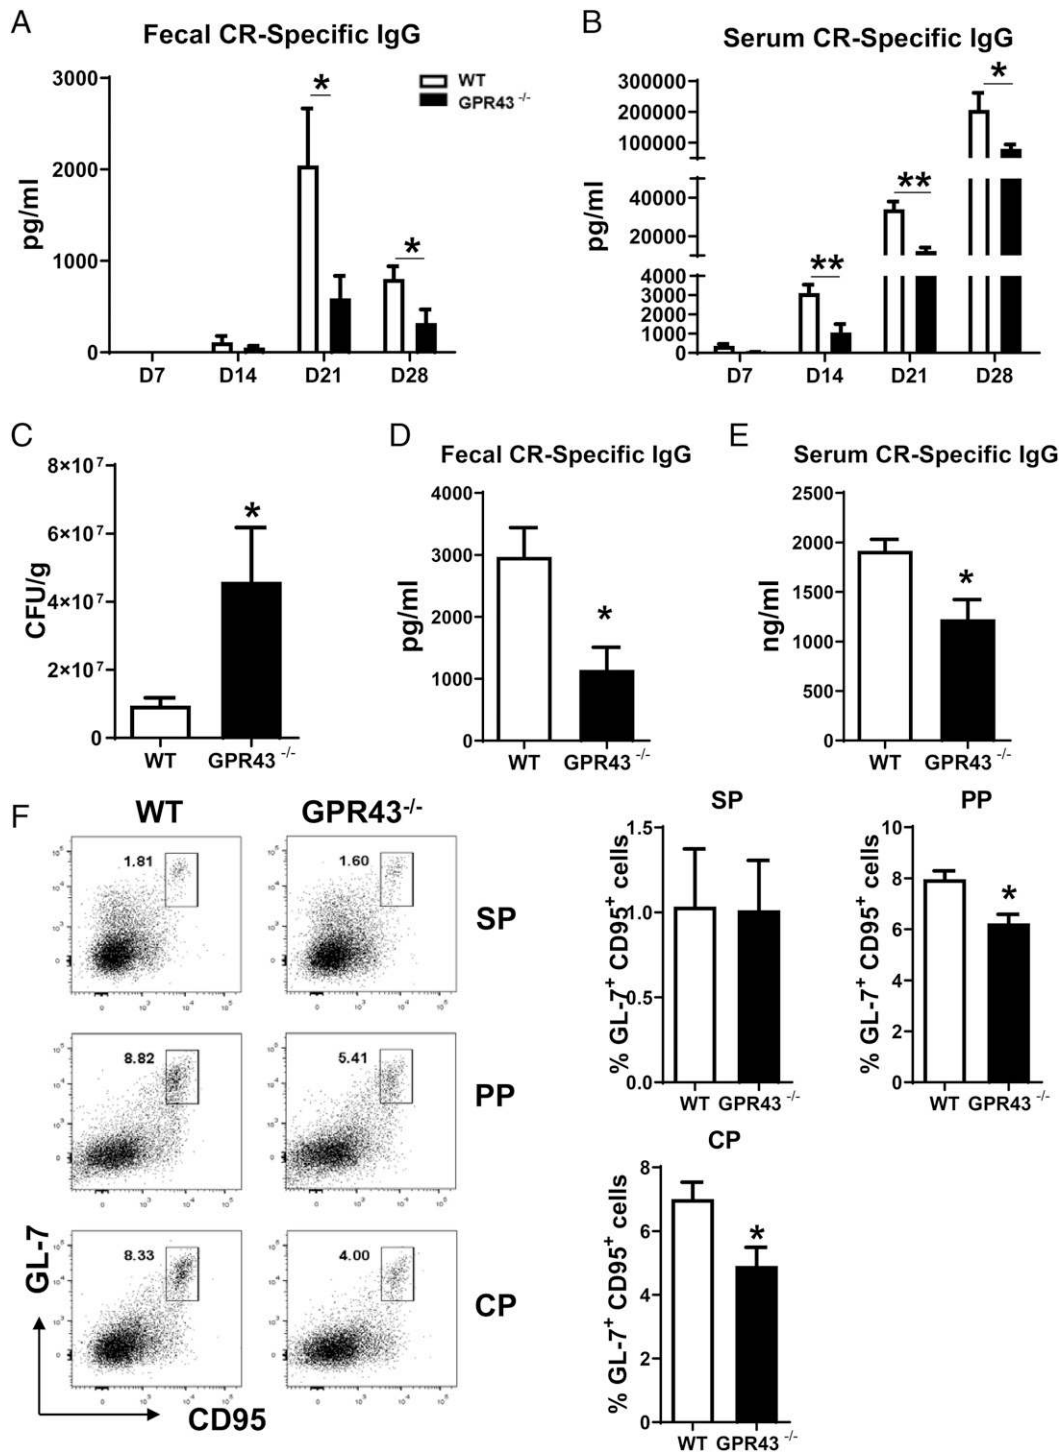 A
Fecal CR-Specific IgG
WT
GPR43 -/-
3000
2000
1000
0
pg/ml
*
*
D7 D14 D21 D28
B
Serum CR-Specific IgG
300000
200000
100000
40000
20000
4000
3000
2000
1000
0
pg/ml
**
**
*
D7 D14 D21 D28
C
8×10⁷
6×10⁷
4×10⁷
2×10⁷
0
CFU/g
*
WT GPR43 -/-
D
Fecal CR-Specific IgG
4000
3000
2000
1000
0
pg/ml
*
WT GPR43 -/-
E
Serum CR-Specific IgG
2500
2000
1500
1000
500
0
ng/ml
*
WT GPR43 -/-
F
WT GPR43-/-
1.81 1.60
SP
8.82 5.41
PP
8.33 4.00
CP
GL-7
CD95
SP
1.5
1.0
0.5
0.0
% GL-7+ CD95+ cells
WT GPR43 -/-
PP
10
8
6
4
2
0
% GL-7+ CD95+ cells
*
WT GPR43 -/-
CP
8
6
4
2
0
% GL-7+ CD95+ cells
*
WT GPR43 -/-